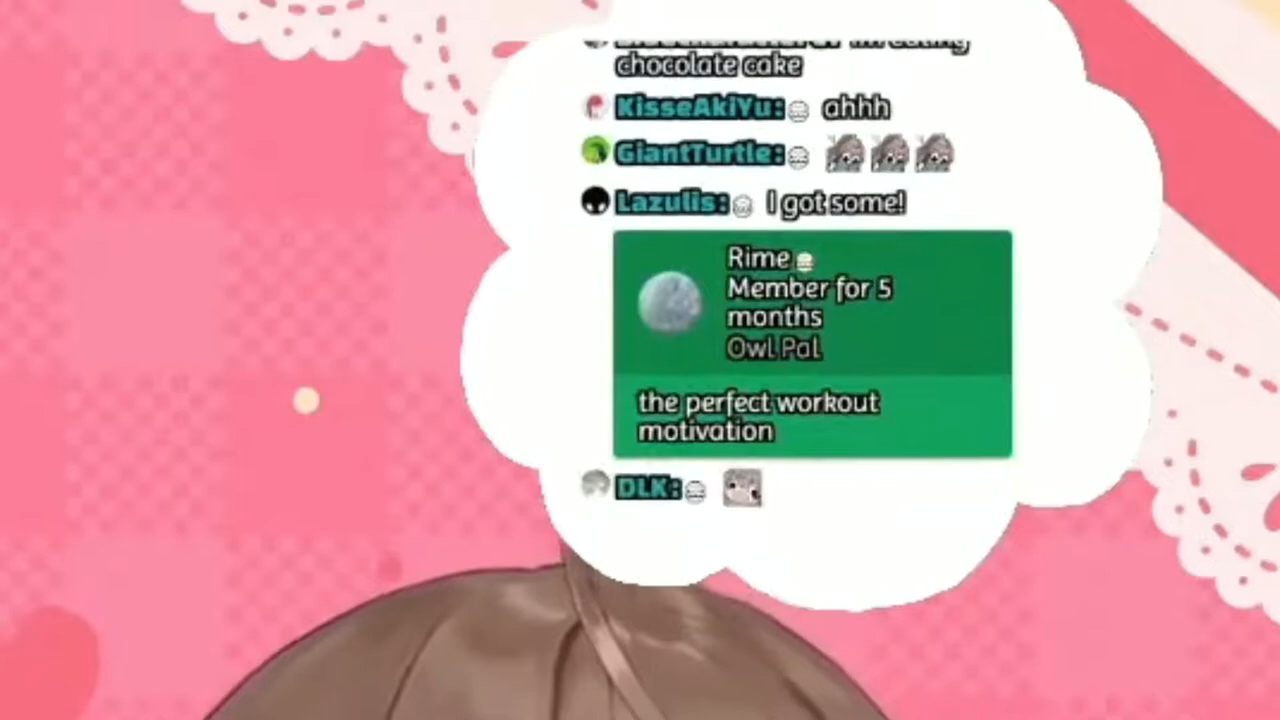 I'm eating
chocolate cake
KisseAkiYu: ahhh
GiantTurtle:
Lazulis: I got some!
Rime
Member for 5
months
Owl Pal
the perfect workout
motivation
DLK: